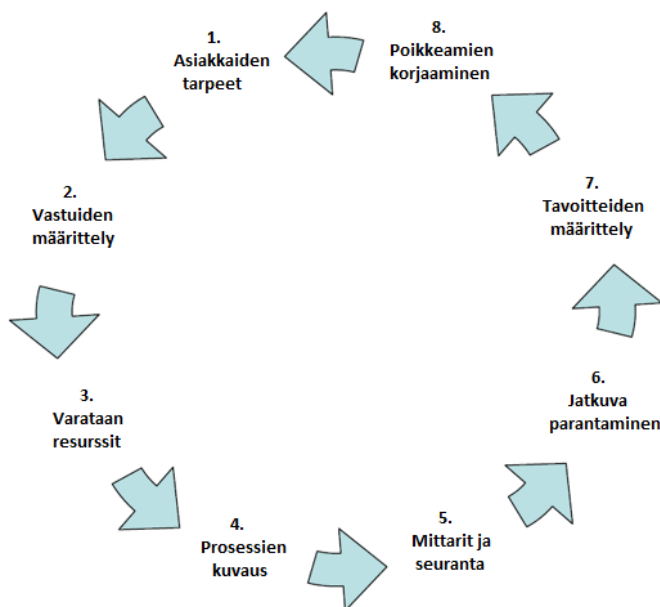 1.
Asiakkaiden
tarpeet
2.
Vastuiden
määrittely
3.
Varataan
resurssit
4.
Prosessien
kuvaus
5.
Mittarit ja
seuranta
6.
Jatkuva
parantaminen
7.
Tavoitteiden
määrittely
8.
Poikkeamien
korjaaminen